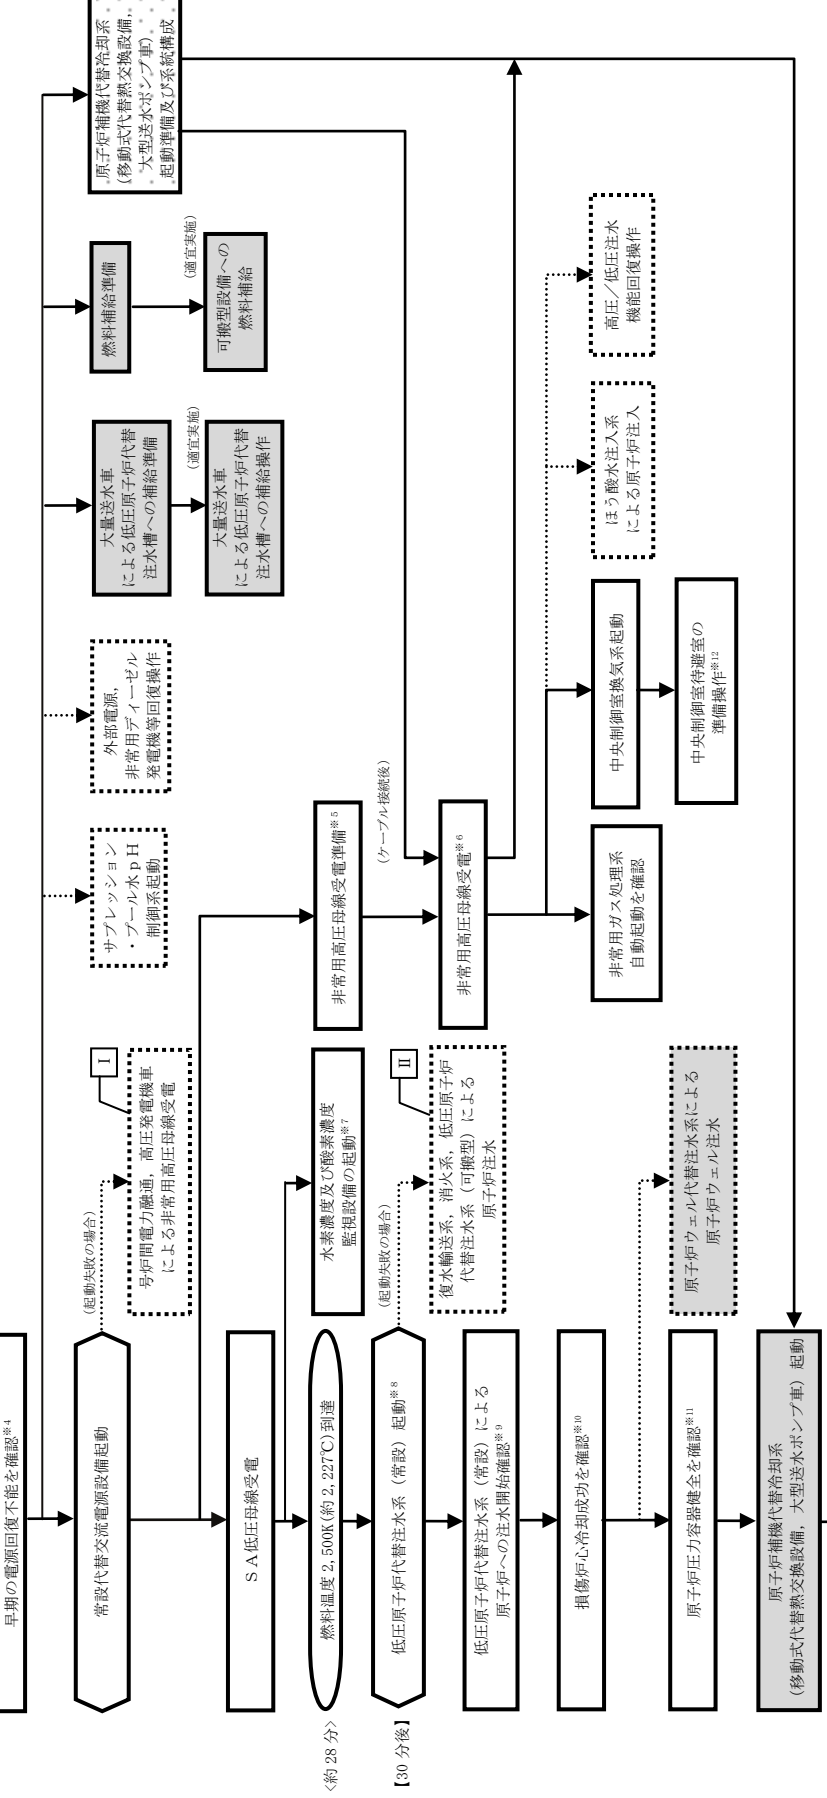 早期の電源回復不能を確認※4
常設代替交流電源設備起動
(起動失敗の場合)
Ⅰ
号炉間電力融通，高圧発電機車
による非常用高圧母線受電
サプレッション
・プール水ｐＨ
制御系起動
外部電源，
非常用ディーゼル
発電機等回復操作
大量送水車
による低圧原子炉代替
注水槽への補給準備
(適宜実施)
大量送水車
による低圧原子炉代替
注水槽への補給操作
燃料補給準備
(適宜実施)
可搬型設備への
燃料補給
原子炉補機代替冷却系
(移動式代替熱交換設備，
大型送水ポンプ車)
起動準備及び系統構成
ＳＡ低圧母線受電
水素濃度及び酸素濃度
監視設備の起動※7
非常用高圧母線受電準備※5
(ケーブル接続後)
非常用高圧母線受電※6
<約 28 分>
燃料温度 2,500K(約 2,227℃)到達
【30 分後】
低圧原子炉代替注水系（常設）起動※8
(起動失敗の場合)
Ⅱ
復水輸送系，消火系，低圧原子炉
代替注水系（可搬型）による
原子炉注水
低圧原子炉代替注水系（常設）による
原子炉への注水開始確認※9
損傷炉心冷却成功を確認※10
非常用ガス処理系
自動起動を確認
中央制御室換気系起動
中央制御室待避室の
準備操作※12
ほう酸水注入系
による原子炉注入
高圧／低圧注水
機能回復操作
原子炉圧力容器健全を確認※11
原子炉ウェル代替注水系による
原子炉ウェル注水
原子炉補機代替冷却系
(移動式代替熱交換設備，大型送水ポンプ車）起動